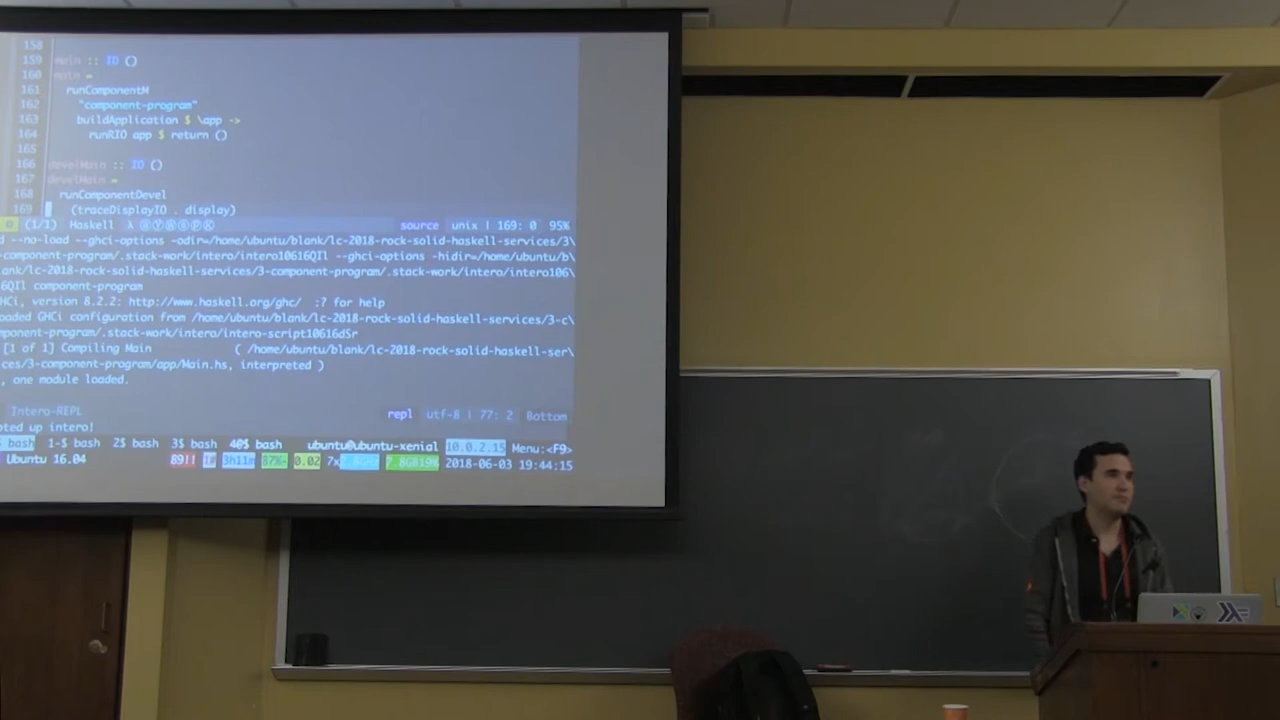 158
159 main :: IO ()
160 main =
161 runComponentM
162 "component-program"
163 buildApplication $ \app ->
164 runRIO app $ return ()
165
166 develMain :: IO ()
167 develMain =
168 runComponentDevel
169 (traceDisplayIO . display)
(1/1) Haskell λ source unix | 169: 0 95%
d --no-load --ghci-options -odir=/home/ubuntu/blank/lc-2018-rock-solid-haskell-services/3\
-component-program/.stack-work/intero/intero10616QIl --ghci-options -hidir=/home/ubuntu/b\
ank/lc-2018-rock-solid-haskell-services/3-component-program/.stack-work/intero/intero106\
6QIl component-program
HCi, version 8.2.2: http://www.haskell.org/ghc/ :? for help
oaded GHCi configuration from /home/ubuntu/blank/lc-2018-rock-solid-haskell-services/3-c\
mponent-program/.stack-work/intero/intero-script10616dSr
[1 of 1] Compiling Main ( /home/ubuntu/blank/lc-2018-rock-solid-haskell-ser\
ces/3-component-program/app/Main.hs, interpreted )
, one module loaded.
Intero-REPL repl utf-8 | 77: 2 Bottom
oted up intero!
bash 1-$ bash 2$ bash 3$ bash 4@$ bash ubuntu@ubuntu-xenial 10.0.2.15 Menu:<F9>
Ubuntu 16.04 89!! 3h11m 87% 0.02 2018-06-03 19:44:15